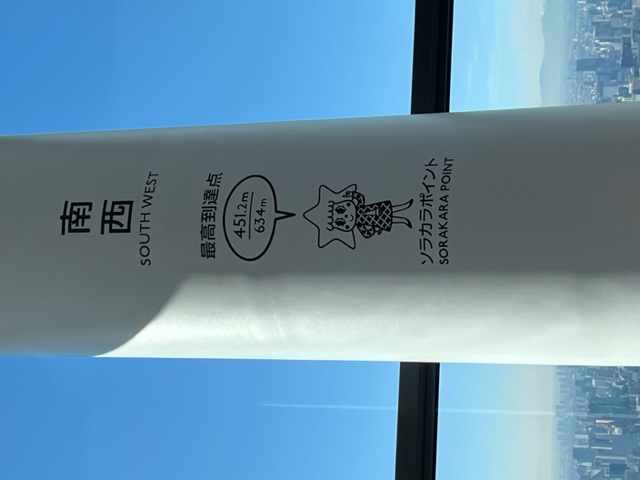 南西
SOUTH WEST
最高到達点
451.2m
634m
ソラカラポイント
SORAKARA POINT